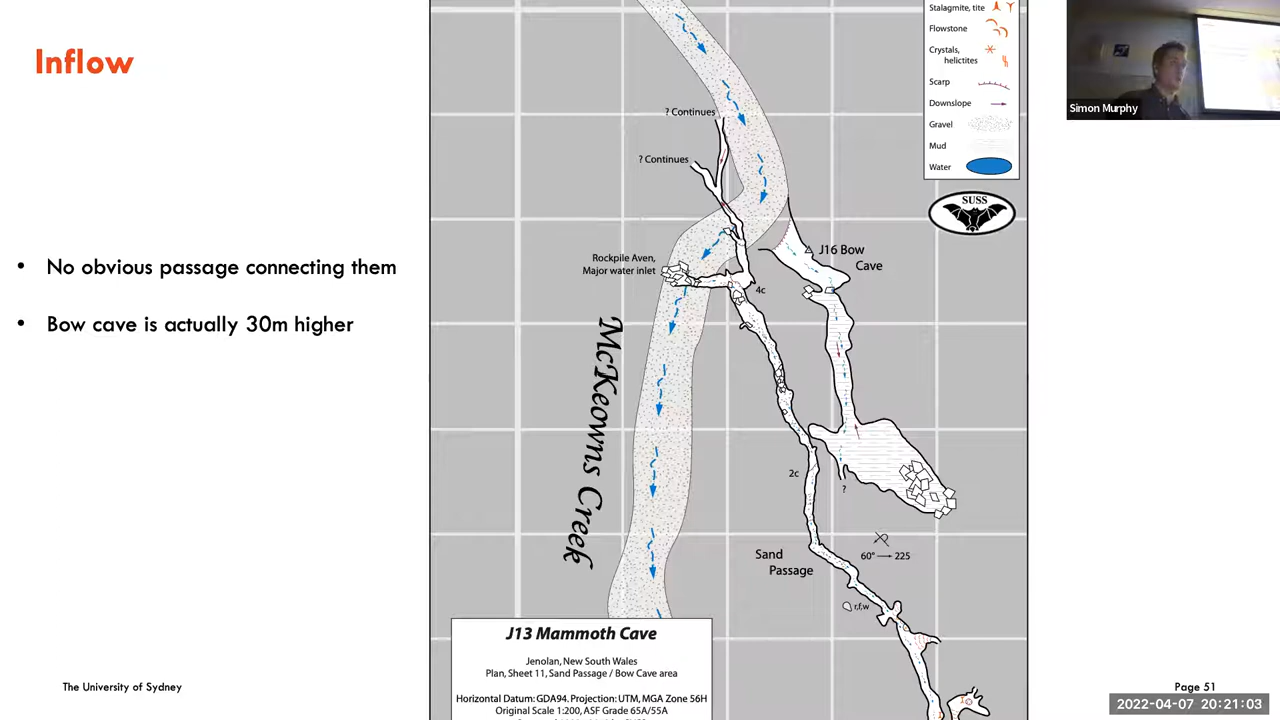 Inflow
• No obvious passage connecting them
• Bow cave is actually 30m higher
Stalagmite, tite
Flowstone
Crystals,
helictites
Scarp
Downslope
Gravel
Mud
Water
SUSS
? Continues
? Continues
Rockpile Aven,
Major water inlet
J16 Bow
Cave
4c
McKeowns Creek
2c
?
60° → 225
Sand
Passage
r,f,w
J13 Mammoth Cave
Jenolan, New South Wales
Plan, Sheet 11, Sand Passage / Bow Cave area
Horizontal Datum: GDA94. Projection: UTM, MGA Zone 56H
Original Scale 1:200, ASF Grade 65A/55A
The University of Sydney
Page 51
Simon Murphy
2022-04-07 20:21:03